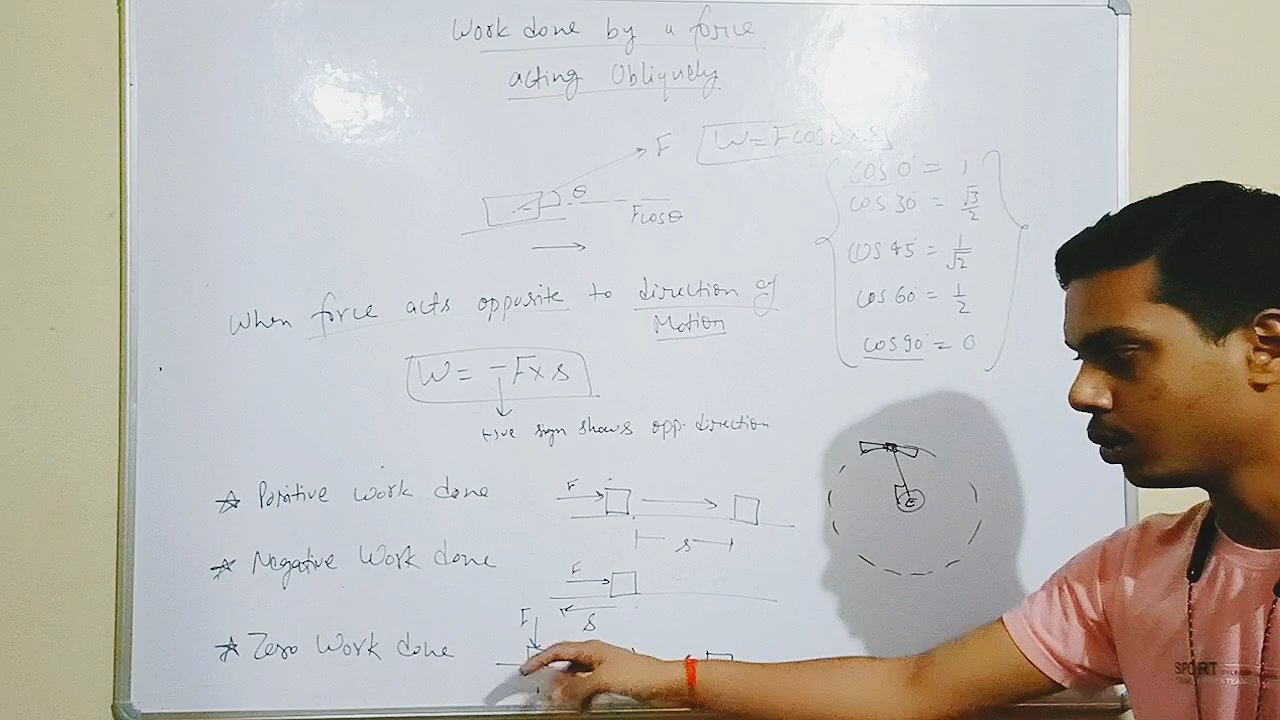 Work done by a force
acting Obliquely
F
W = Fcosθ × s
θ
Fcosθ
cos 0° = 1
cos 30° = √3/2
cos 45° = 1/√2
cos 60° = 1/2
cos 90° = 0
When force acts opposite to direction of
Motion
W = -F×s
-ive sign shows opp. direction
☆ Positive work done
F
s
☆ Negative Work done
F
s
☆ Zero Work done
F
E
SPORT